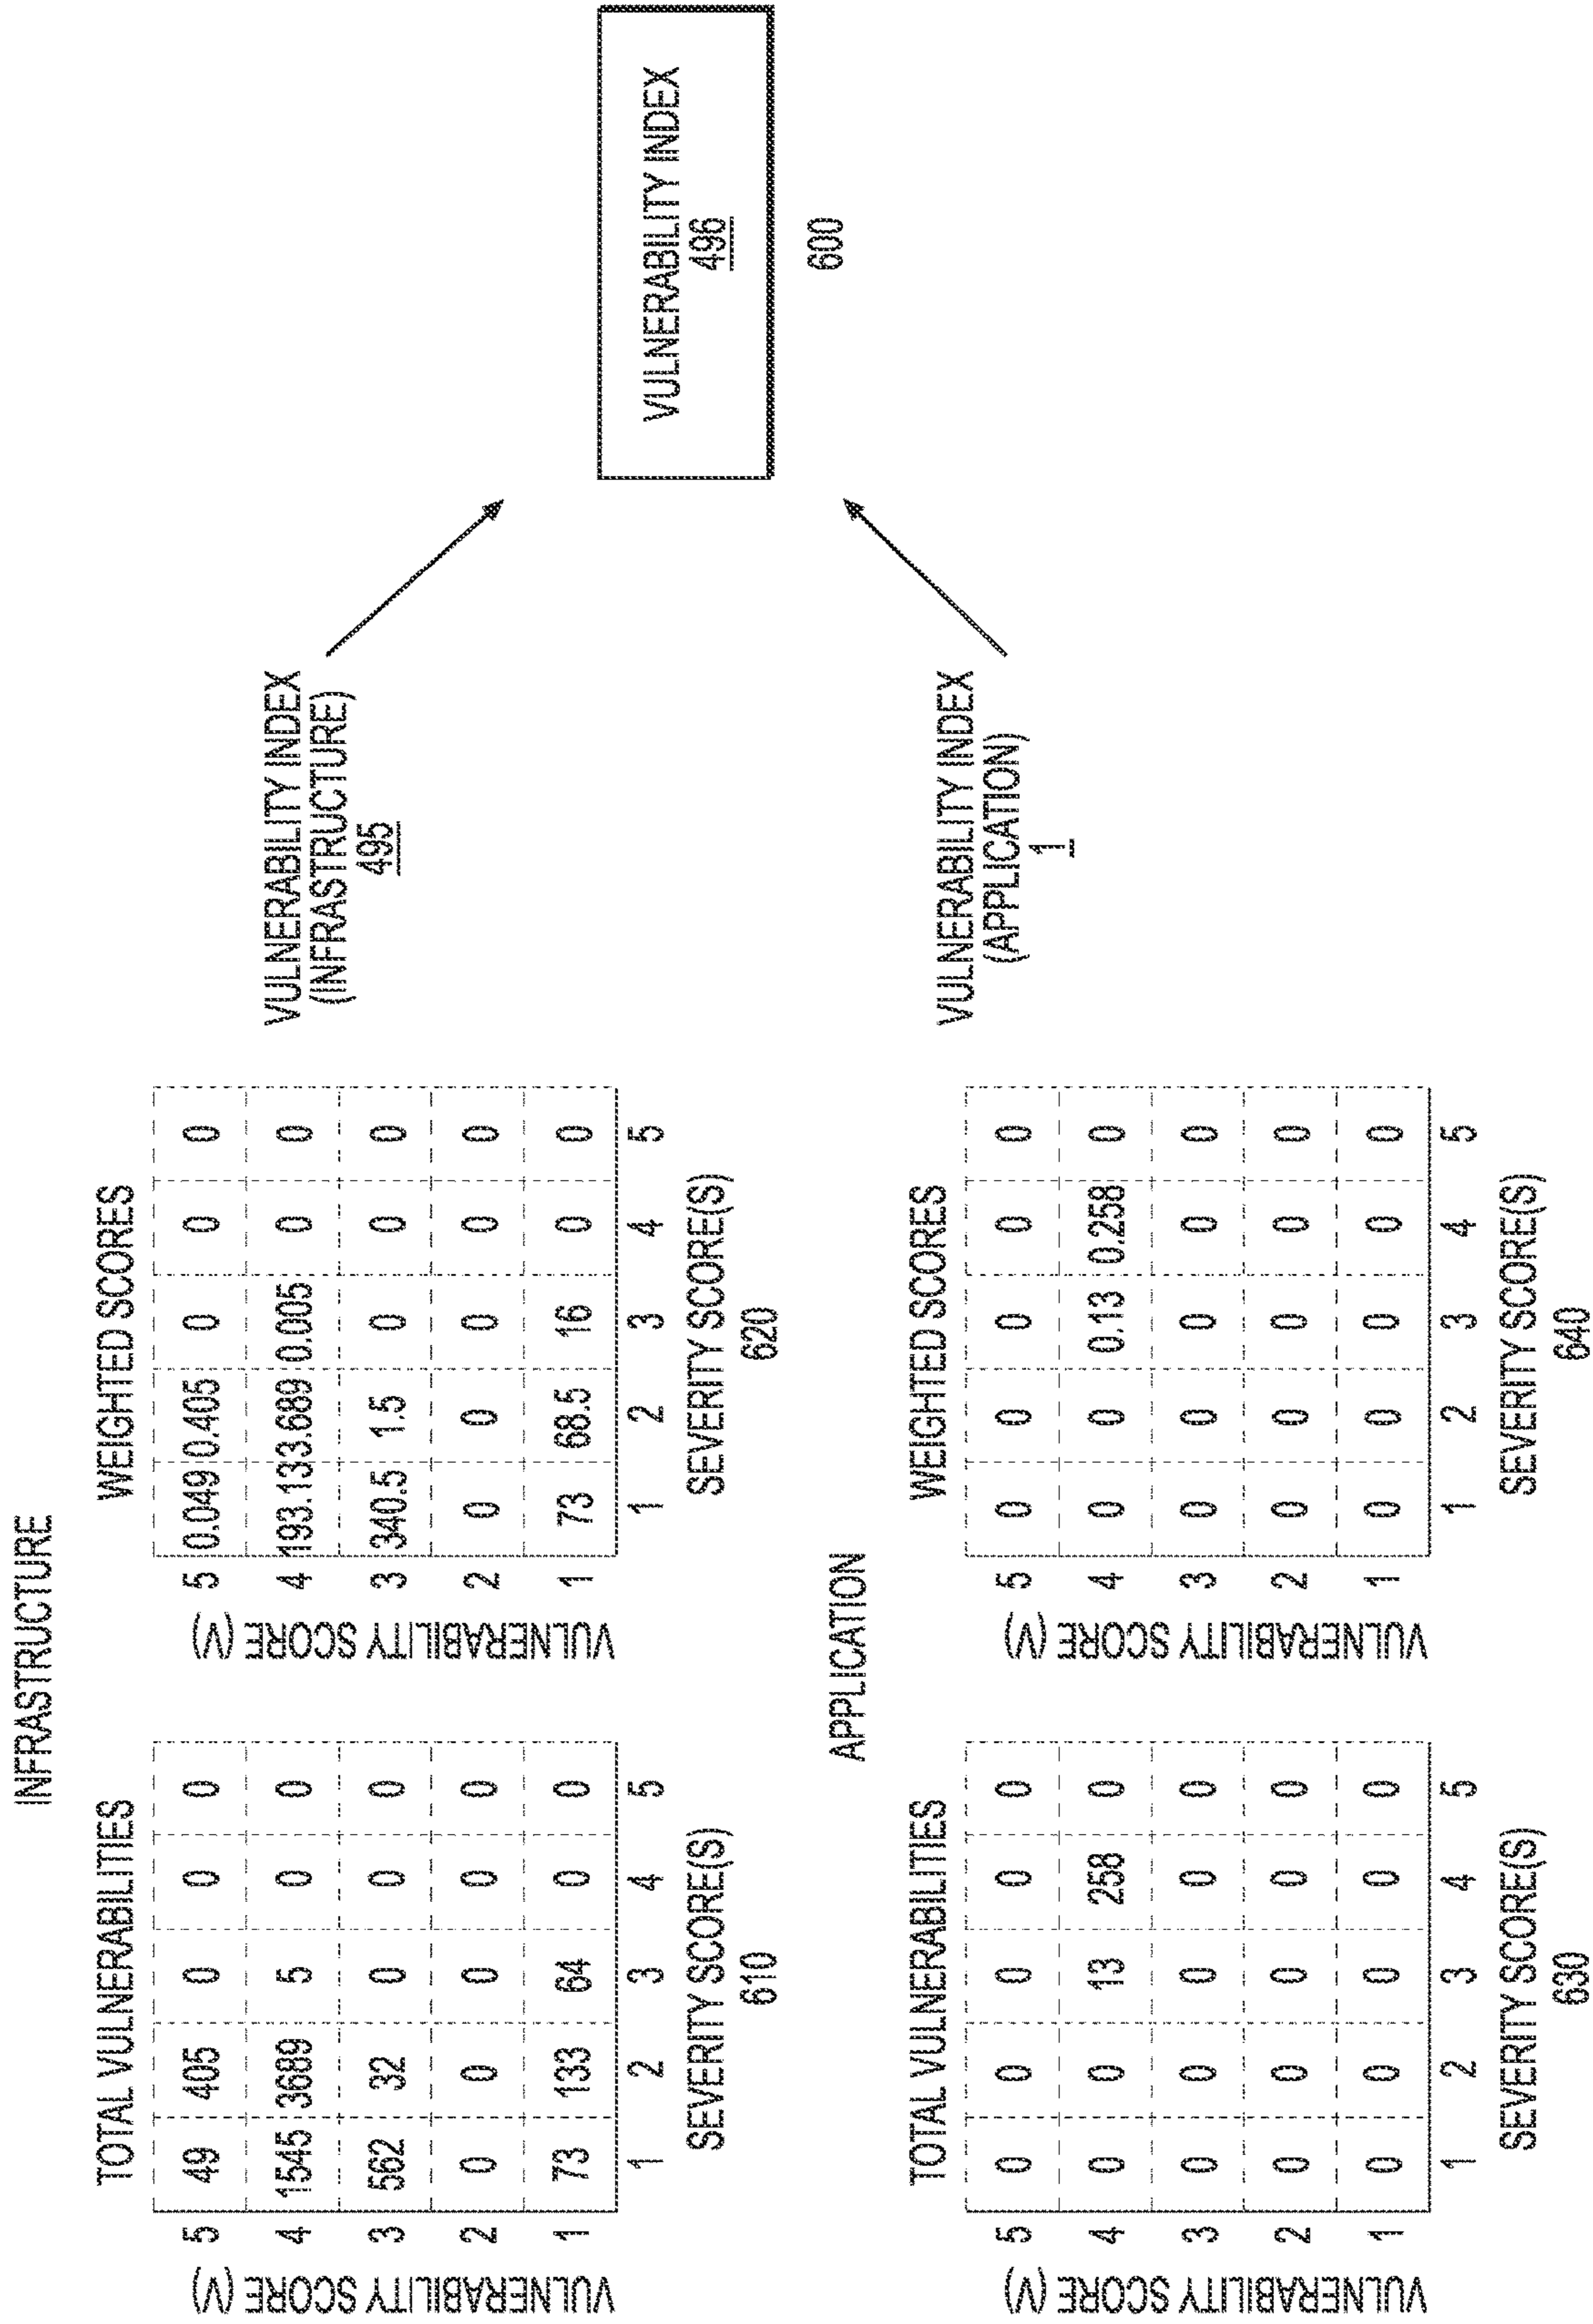 INFRASTRUCTURE
TOTAL VULNERABILITIES
VULNERABILITY SCORE (V)
5 49 405 0 0 0
4 1545 3689 5 0 0
3 562 32 0 0 0
2 0 0 0 0 0
1 73 133 64 0 0
1 2 3 4 5
SEVERITY SCORE(S)
610
WEIGHTED SCORES
VULNERABILITY SCORE (V)
5 0.049 0.405 0 0 0
4 193.13 3.689 0.005 0 0
3 340.5 1.5 0 0 0
2 0 0 0 0 0
1 73 68.5 16 0 0
1 2 3 4 5
SEVERITY SCORE(S)
620
VULNERABILITY INDEX
(INFRASTRUCTURE)
495
APPLICATION
TOTAL VULNERABILITIES
VULNERABILITY SCORE (V)
5 0 0 0 0 0
4 0 0 13 258 0
3 0 0 0 0 0
2 0 0 0 0 0
1 0 0 0 0 0
1 2 3 4 5
SEVERITY SCORE(S)
630
WEIGHTED SCORES
VULNERABILITY SCORE (V)
5 0 0 0 0 0
4 0 0 0.13 0.258 0
3 0 0 0 0 0
2 0 0 0 0 0
1 0 0 0 0 0
1 2 3 4 5
SEVERITY SCORE(S)
640
VULNERABILITY INDEX
(APPLICATION)
1
VULNERABILITY INDEX
496
600